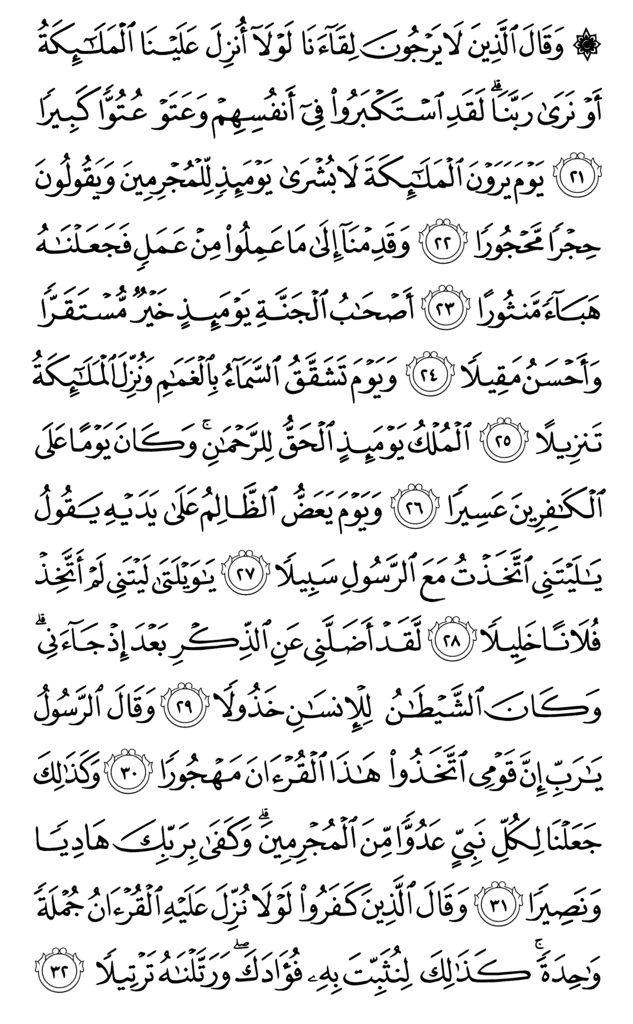 ۞ وَقَالَ ٱلَّذِينَ لَا يَرْجُونَ لِقَآءَنَا لَوْلَآ أُنزِلَ عَلَيْنَا ٱلْمَلَـٰٓئِكَةُ
أَوْ نَرَىٰ رَبَّنَا ۗ لَقَدِ ٱسْتَكْبَرُوا۟ فِىٓ أَنفُسِهِمْ وَعَتَوْ عُتُوًّا كَبِيرًا
٢١ يَوْمَ يَرَوْنَ ٱلْمَلَـٰٓئِكَةَ لَا بُشْرَىٰ يَوْمَئِذٍ لِّلْمُجْرِمِينَ وَيَقُولُونَ
حِجْرًا مَّحْجُورًا ٢٢ وَقَدِمْنَآ إِلَىٰ مَا عَمِلُوا۟ مِنْ عَمَلٍ فَجَعَلْنَـٰهُ
هَبَآءً مَّنثُورًا ٢٣ أَصْحَـٰبُ ٱلْجَنَّةِ يَوْمَئِذٍ خَيْرٌ مُّسْتَقَرًّا
وَأَحْسَنُ مَقِيلًا ٢٤ وَيَوْمَ تَشَقَّقُ ٱلسَّمَآءُ بِٱلْغَمَـٰمِ وَنُزِّلَ ٱلْمَلَـٰٓئِكَةُ
تَنزِيلًا ٢٥ ٱلْمُلْكُ يَوْمَئِذٍ ٱلْحَقُّ لِلرَّحْمَـٰنِ ۚ وَكَانَ يَوْمًا عَلَى
ٱلْكَـٰفِرِينَ عَسِيرًا ٢٦ وَيَوْمَ يَعَضُّ ٱلظَّالِمُ عَلَىٰ يَدَيْهِ يَقُولُ
يَـٰلَيْتَنِى ٱتَّخَذْتُ مَعَ ٱلرَّسُولِ سَبِيلًا ٢٧ يَـٰوَيْلَتَىٰ لَيْتَنِى لَمْ أَتَّخِذْ
فُلَانًا خَلِيلًا ٢٨ لَّقَدْ أَضَلَّنِى عَنِ ٱلذِّكْرِ بَعْدَ إِذْ جَآءَنِى ۗ
وَكَانَ ٱلشَّيْطَـٰنُ لِلْإِنسَـٰنِ خَذُولًا ٢٩ وَقَالَ ٱلرَّسُولُ
يَـٰرَبِّ إِنَّ قَوْمِى ٱتَّخَذُوا۟ هَـٰذَا ٱلْقُرْءَانَ مَهْجُورًا ٣٠ وَكَذَٰلِكَ
جَعَلْنَا لِكُلِّ نَبِىٍّ عَدُوًّا مِّنَ ٱلْمُجْرِمِينَ ۗ وَكَفَىٰ بِرَبِّكَ هَادِيًا
وَنَصِيرًا ٣١ وَقَالَ ٱلَّذِينَ كَفَرُوا۟ لَوْلَا نُزِّلَ عَلَيْهِ ٱلْقُرْءَانُ جُمْلَةً
وَٰحِدَةً ۚ كَذَٰلِكَ لِنُثَبِّتَ بِهِۦ فُؤَادَكَ ۖ وَرَتَّلْنَـٰهُ تَرْتِيلًا ٣٢